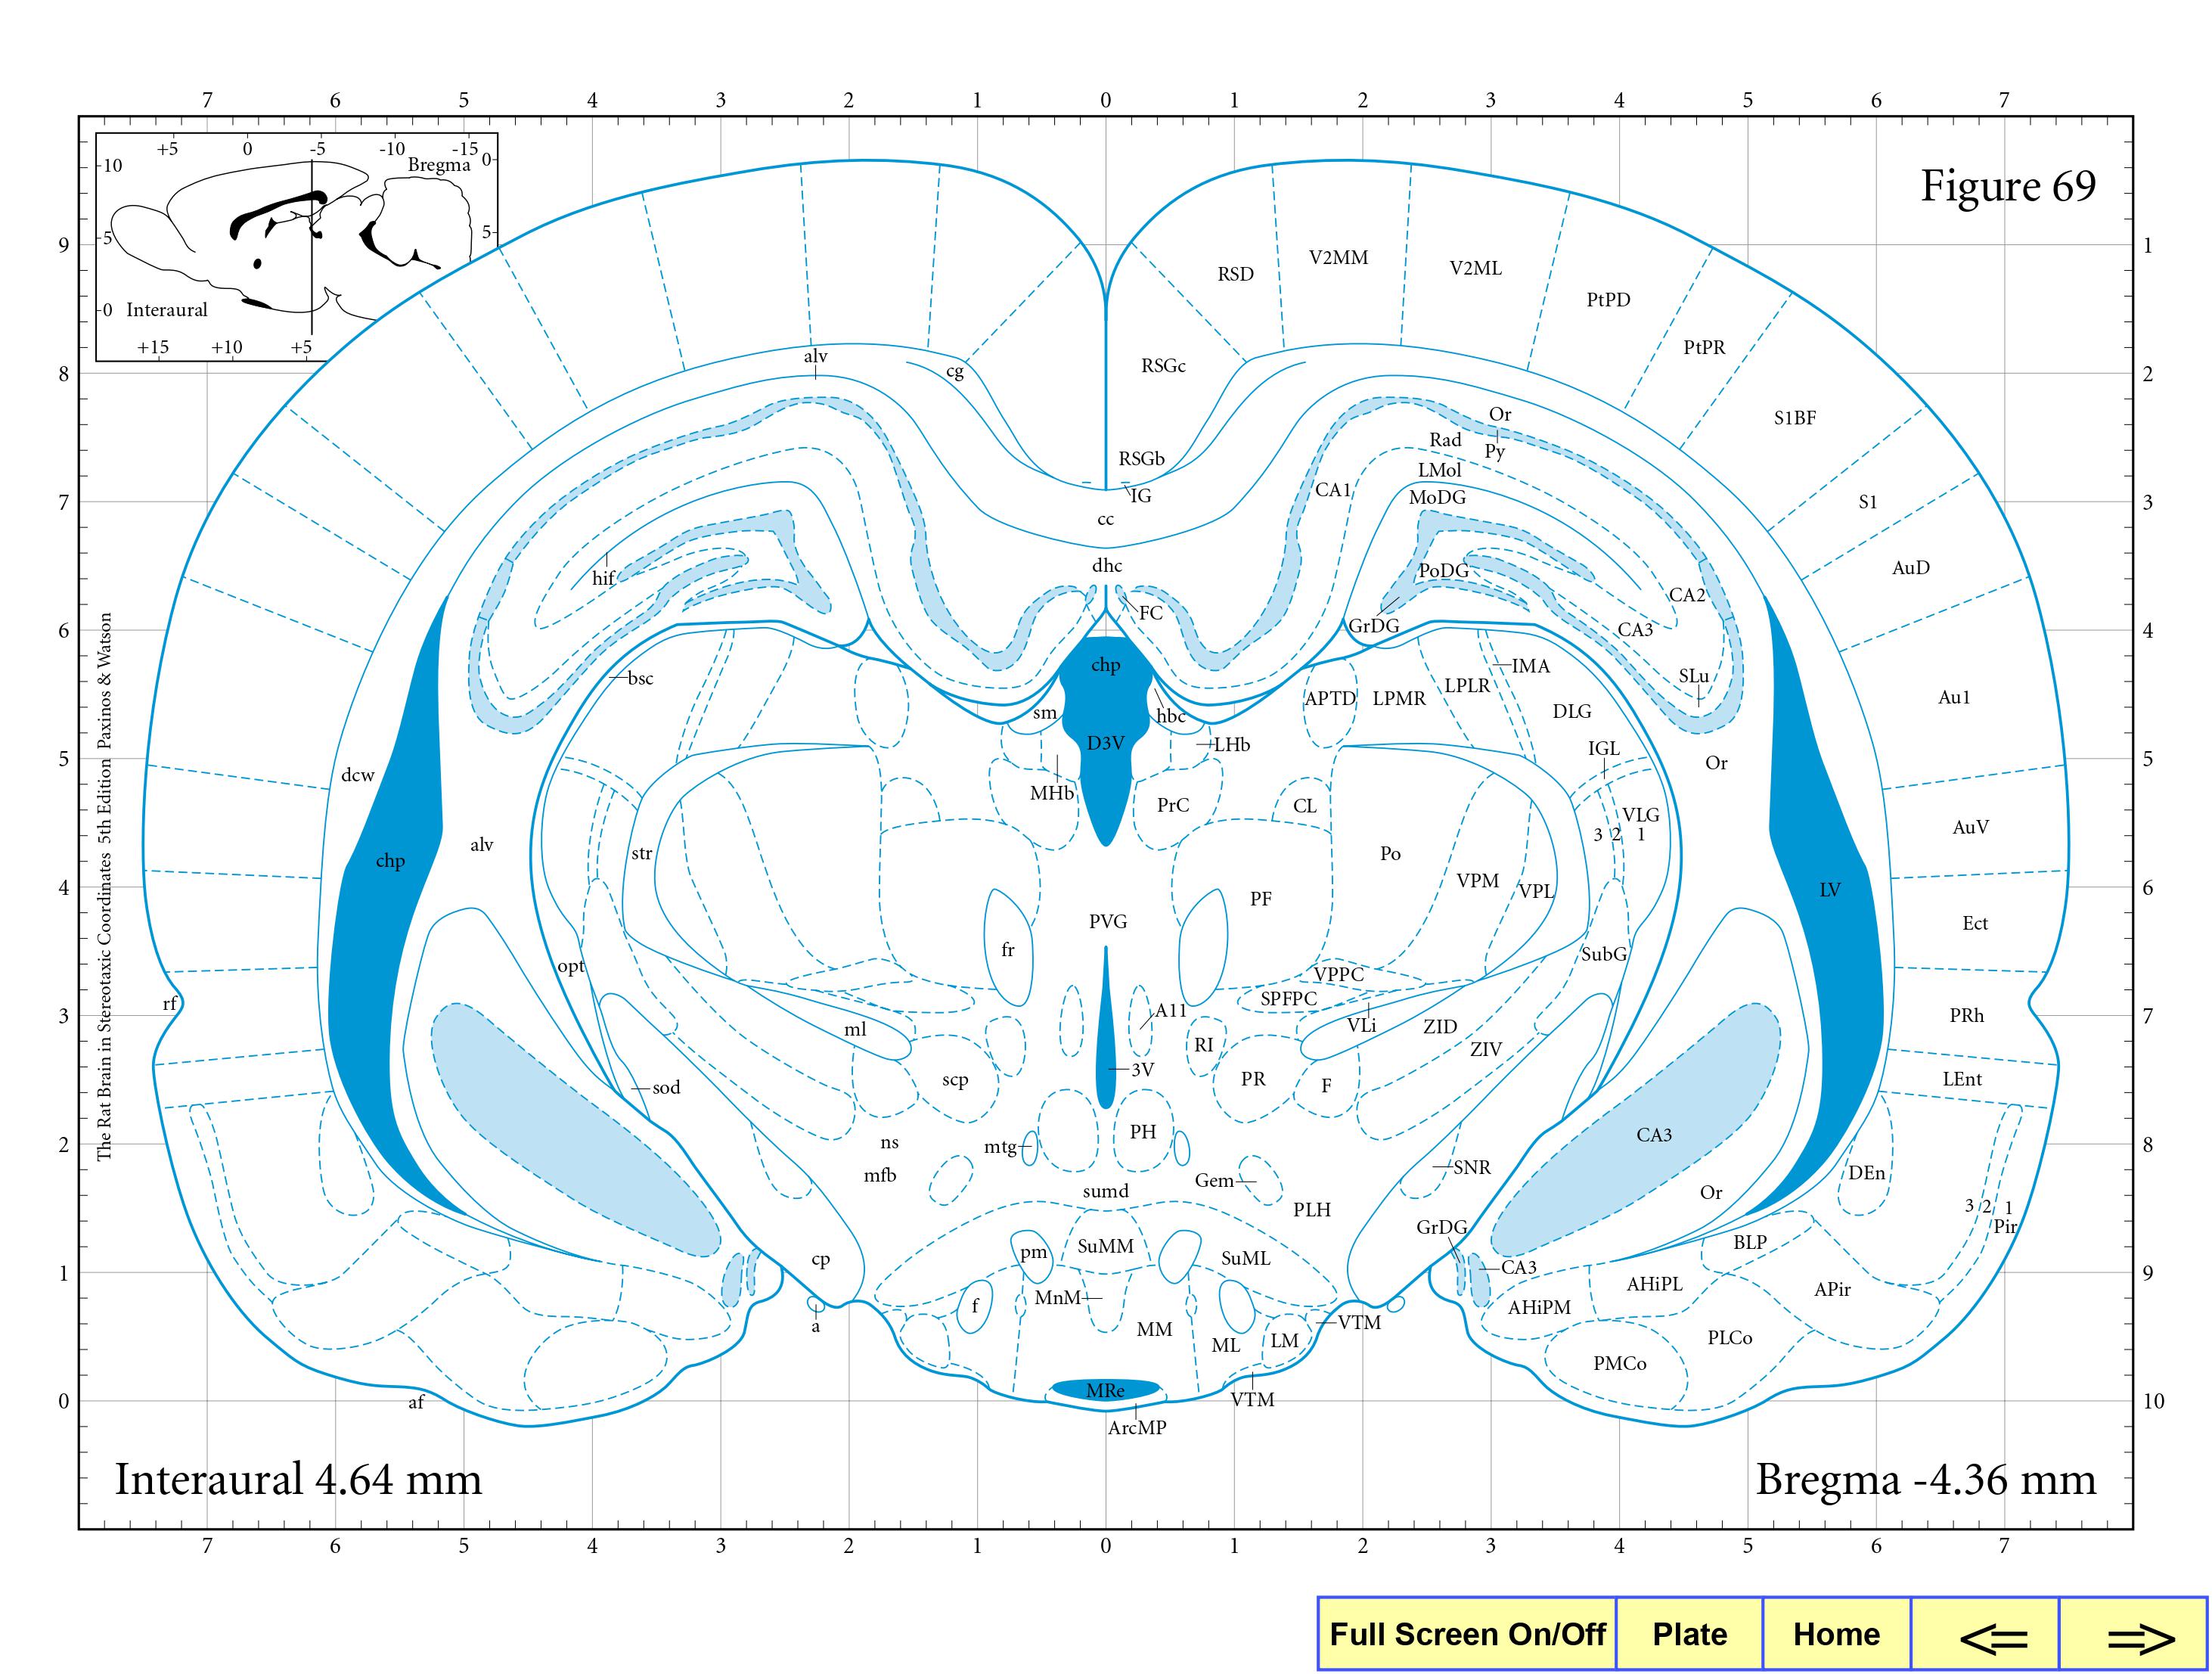 7 6 5 4 3 2 1 0 1 2 3 4 5 6 7
+5 0 -5 -10 -15
Bregma 0
10
5
5
0 Interaural
+15 +10 +5
Figure 69
9
8
7
6
5
4
3
2
1
0
1
2
3
4
5
6
7
8
9
10
The Rat Brain in Stereotaxic Coordinates 5th Edition Paxinos & Watson
RSD
V2MM
V2ML
PtPD
PtPR
S1BF
S1
AuD
Au1
AuV
Ect
PRh
LEnt
alv
cg
RSGc
RSGb
IG
cc
dhc
FC
hif
CA1
Or
Rad
Py
LMol
MoDG
PoDG
GrDG
CA2
CA3
SLu
bsc
chp
sm
hbc
D3V
LHb
MHb
PrC
APTD
LPMR
LPLR
IMA
DLG
IGL
Or
VLG
3 2 1
dcw
chp
alv
str
CL
Po
VPM
VPL
LV
PF
PVG
fr
opt
SubG
VPPC
SPFPC
VLi
ZID
ZIV
A11
RI
rf
ml
3V
scp
PR
F
sod
ns
mfb
mtg
PH
sumd
Gem
PLH
SNR
CA3
Or
DEn
3 2 1
Pir
GrDG
CA3
BLP
cp
pm
SuMM
SuML
AHiPM
AHiPL
APir
f
MnM
a
MM
ML
LM
VTM
VTM
PMCo
PLCo
af
MRe
ArcMP
Interaural 4.64 mm
Bregma -4.36 mm
7 6 5 4 3 2 1 0 1 2 3 4 5 6 7
Full Screen On/Off Plate Home <= =>